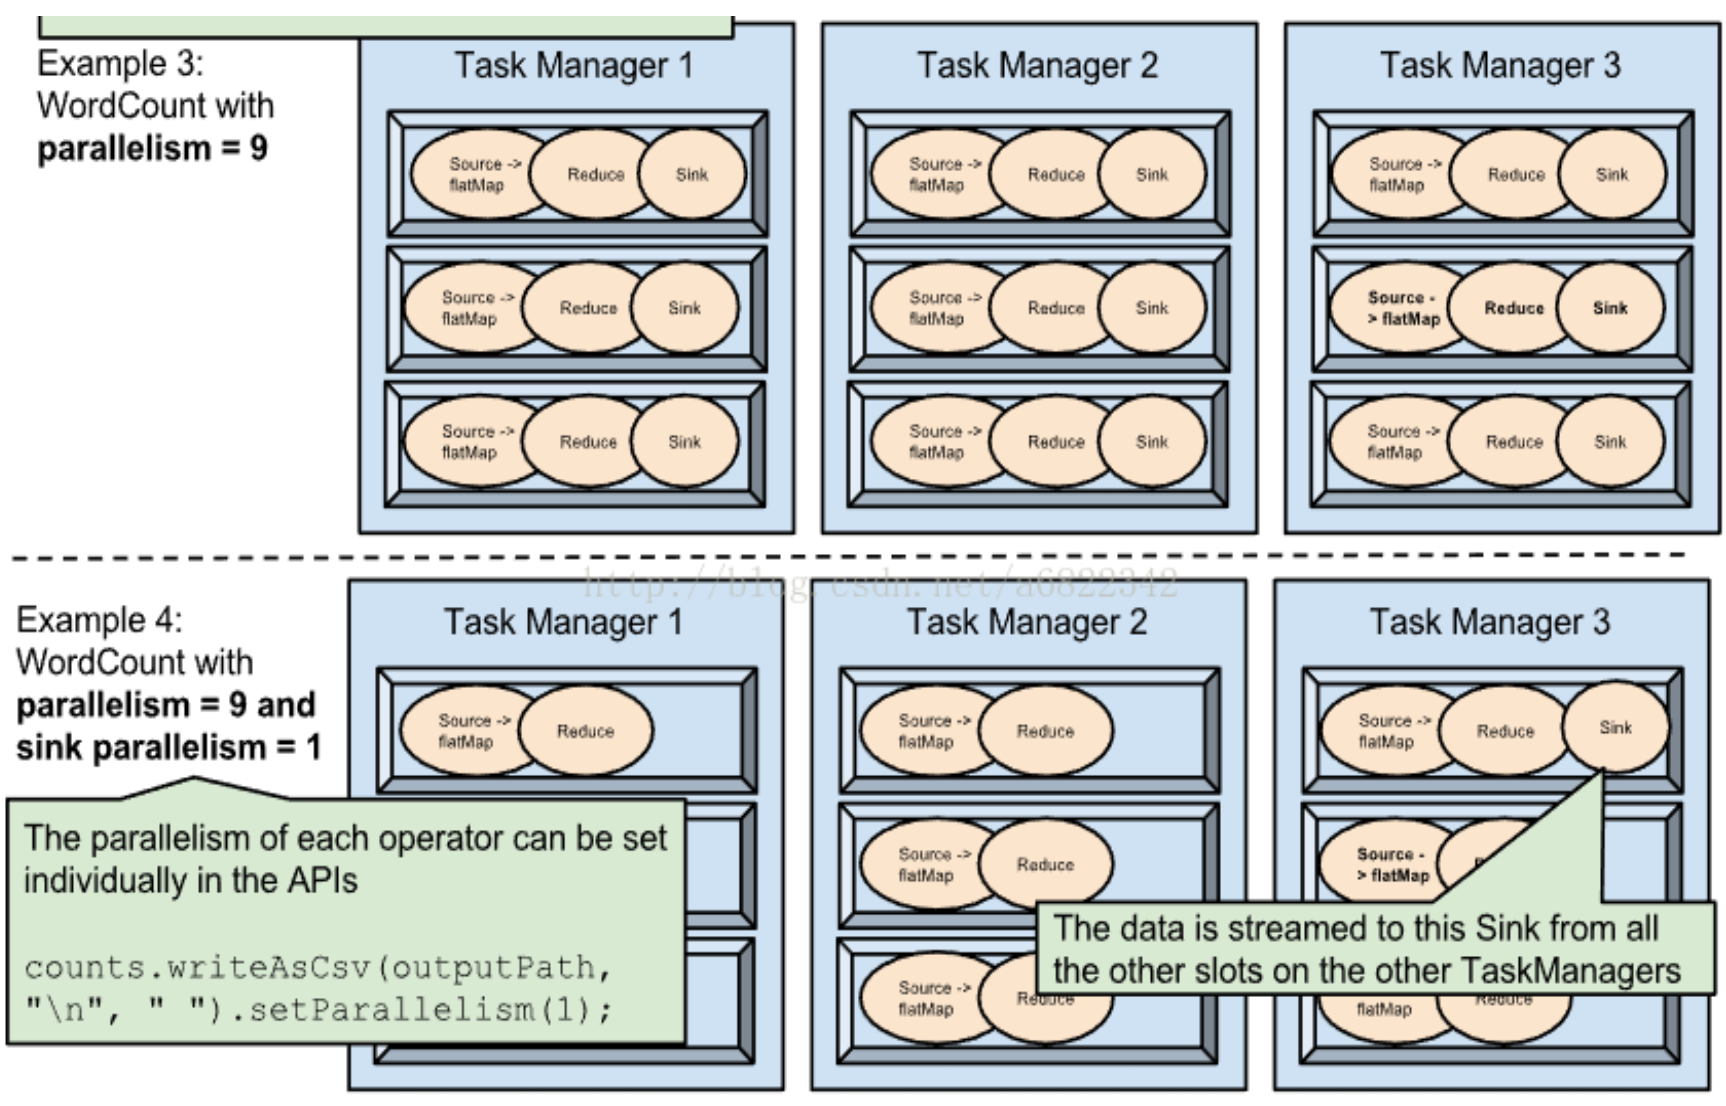 Example 3:
WordCount with
parallelism = 9
Task Manager 1
Source ->
flatMap
Reduce
Sink
Source ->
flatMap
Reduce
Sink
Source ->
flatMap
Reduce
Sink
Task Manager 2
Source ->
flatMap
Reduce
Sink
Source ->
flatMap
Reduce
Sink
Source ->
flatMap
Reduce
Sink
Task Manager 3
Source ->
flatMap
Reduce
Sink
Source -
> flatMap
Reduce
Sink
Source ->
flatMap
Reduce
Sink
http://blog.csdn.net/a6822342
Example 4:
WordCount with
parallelism = 9 and
sink parallelism = 1
The parallelism of each operator can be set
individually in the APIs
counts.writeAsCsv(outputPath,
"\n", " ").setParallelism(1);
Task Manager 1
Source ->
flatMap
Reduce
Task Manager 2
Source ->
flatMap
Reduce
Source ->
flatMap
Reduce
Source ->
flatMap
Reduce
Task Manager 3
Source ->
flatMap
Reduce
Sink
Source -
> flatMap
The data is streamed to this Sink from all
the other slots on the other TaskManagers
flatMap
Reduce